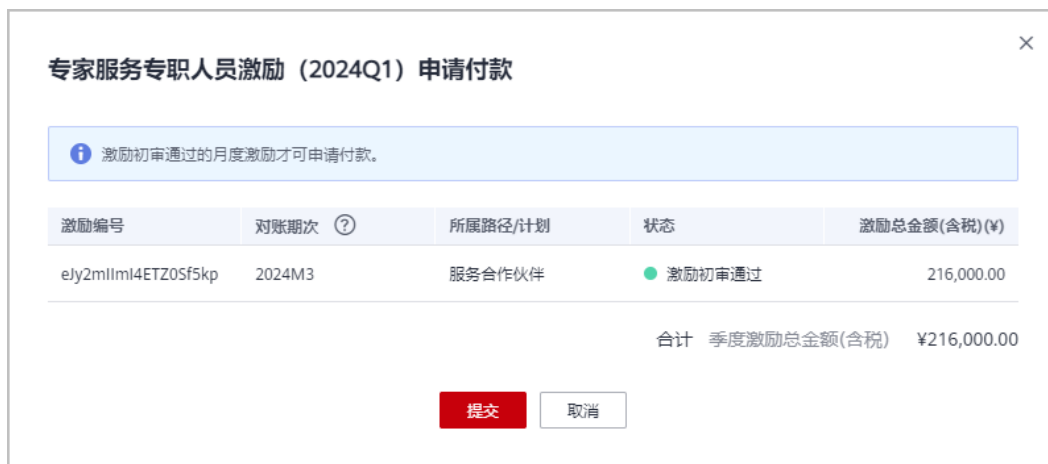 专家服务专职人员激励（2024Q1）申请付款
激励初审通过的月度激励才可申请付款。
激励编号 对账期次 ? 所属路径/计划 状态 激励总金额(含税)(¥)
eJy2mIImI4ETZ0Sf5kp 2024M3 服务合作伙伴 激励初审通过 216,000.00
合计 季度激励总金额(含税) ¥216,000.00
提交 取消